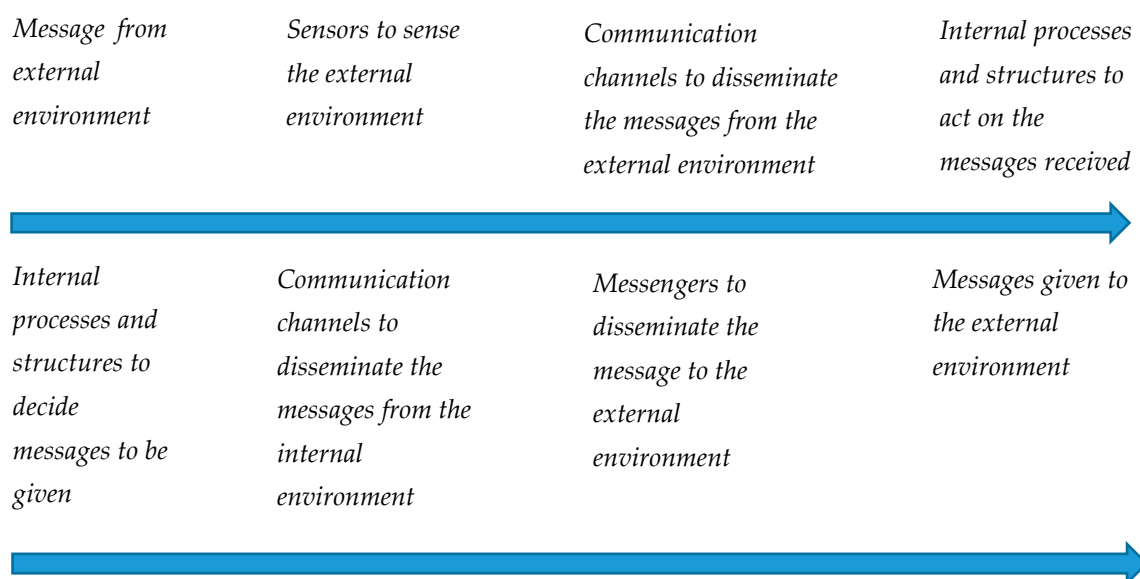 Message from
external
environment
Sensors to sense
the external
environment
Communication
channels to disseminate
the messages from the
external environment
Internal processes
and structures to
act on the
messages received
Internal
processes and
structures to
decide
messages to be
given
Communication
channels to
disseminate the
messages from the
internal
environment
Messengers to
disseminate the
message to the
external
environment
Messages given to
the external
environment